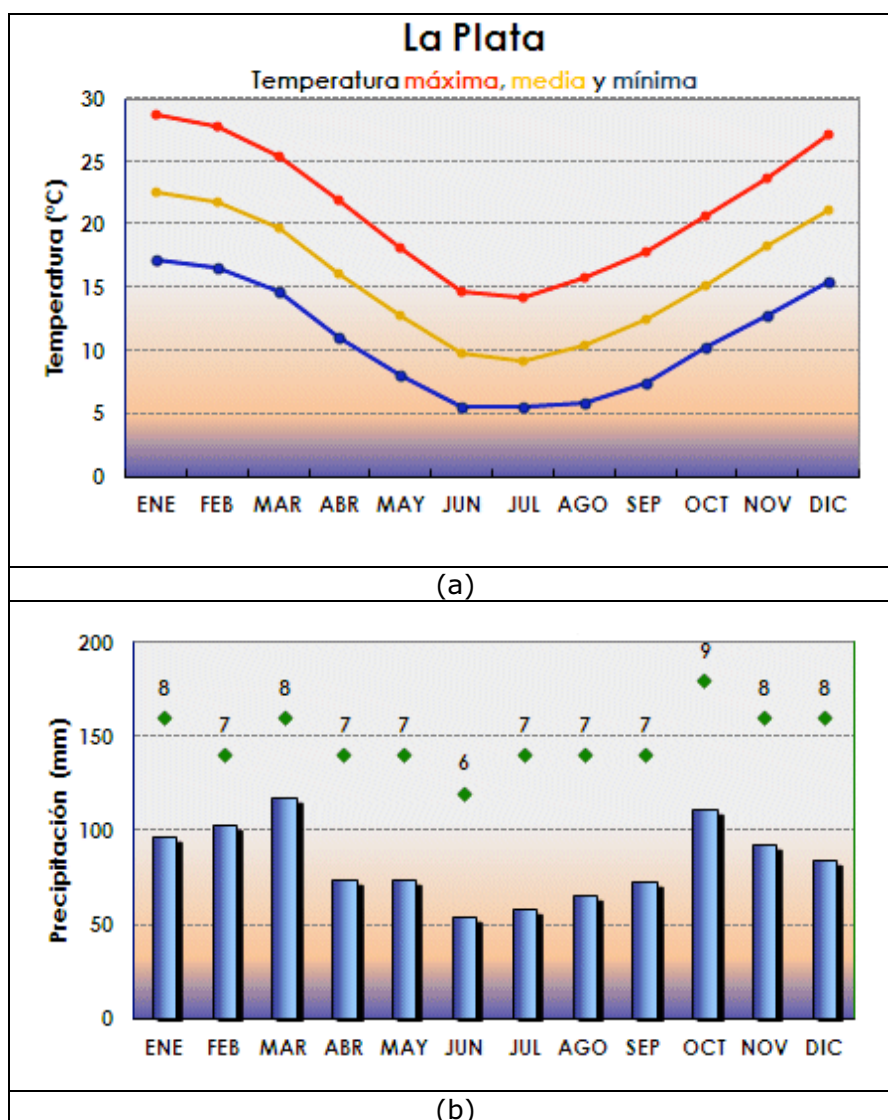 La Plata
Temperatura máxima, media y mínima
Temperatura (ºC)
30
25
20
15
10
5
0
ENE FEB MAR ABR MAY JUN JUL AGO SEP OCT NOV DIC
(a)
Precipitación (mm)
200
150
100
50
0
8 7 8 7 7 6 7 7 7 9 8 8
ENE FEB MAR ABR MAY JUN JUL AGO SEP OCT NOV DIC
(b)